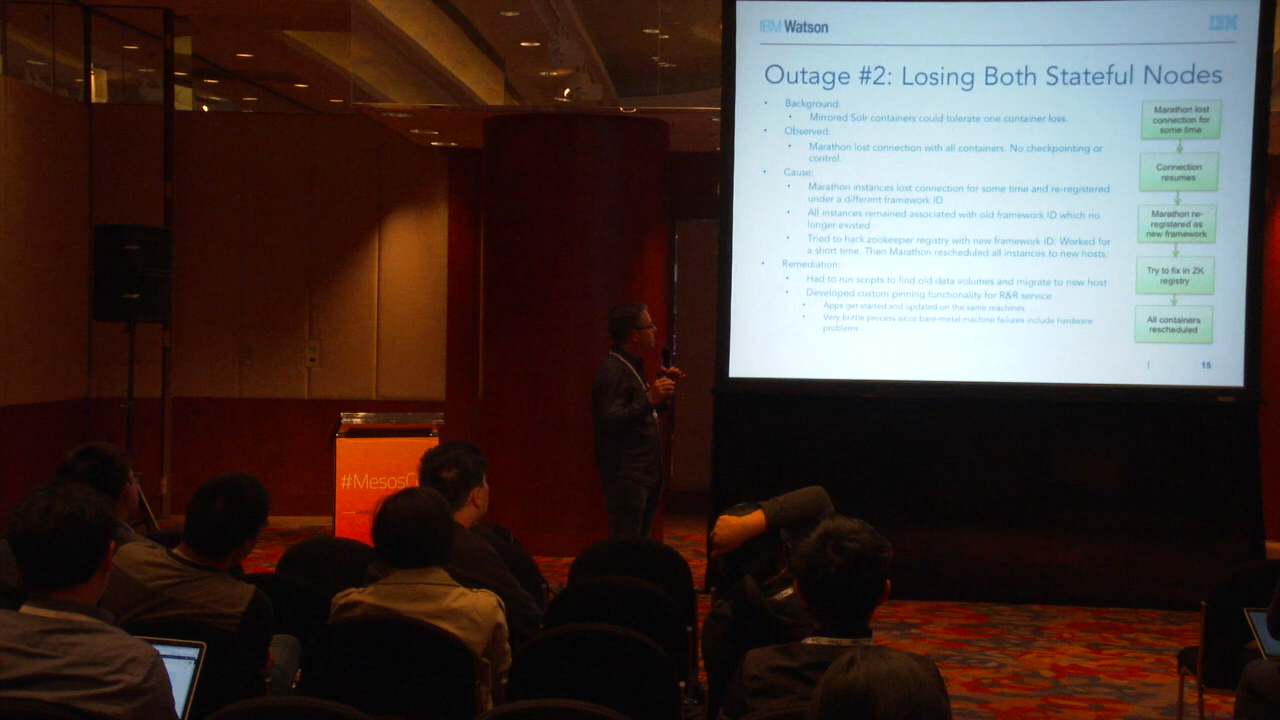 IBM Watson
IBM
Outage #2: Losing Both Stateful Nodes
• Background:
• Mirrored Solr containers could tolerate one container loss.
• Observed:
• Marathon lost connection with all containers. No checkpointing or
control.
• Cause:
• Marathon instances lost connection for some time and re-registered
under a different framework ID
• All instances remained associated with old framework ID which no
longer existed
• Tried to hack zookeeper registry with new framework ID: Worked for
a short time. Then Marathon rescheduled all instances to new hosts.
• Remediation:
• Had to run scripts to find old data volumes and migrate to new host
• Developed custom pinning functionality for R&R service
• Apps get started and updated on the same machines
• Very brittle process since bare-metal machine failures include hardware
problems
Marathon lost
connection for
some time
Connection
resumes
Marathon re-
registered as
new framework
Try to fix in ZK
registry
All containers
rescheduled
| 15
#MesosC